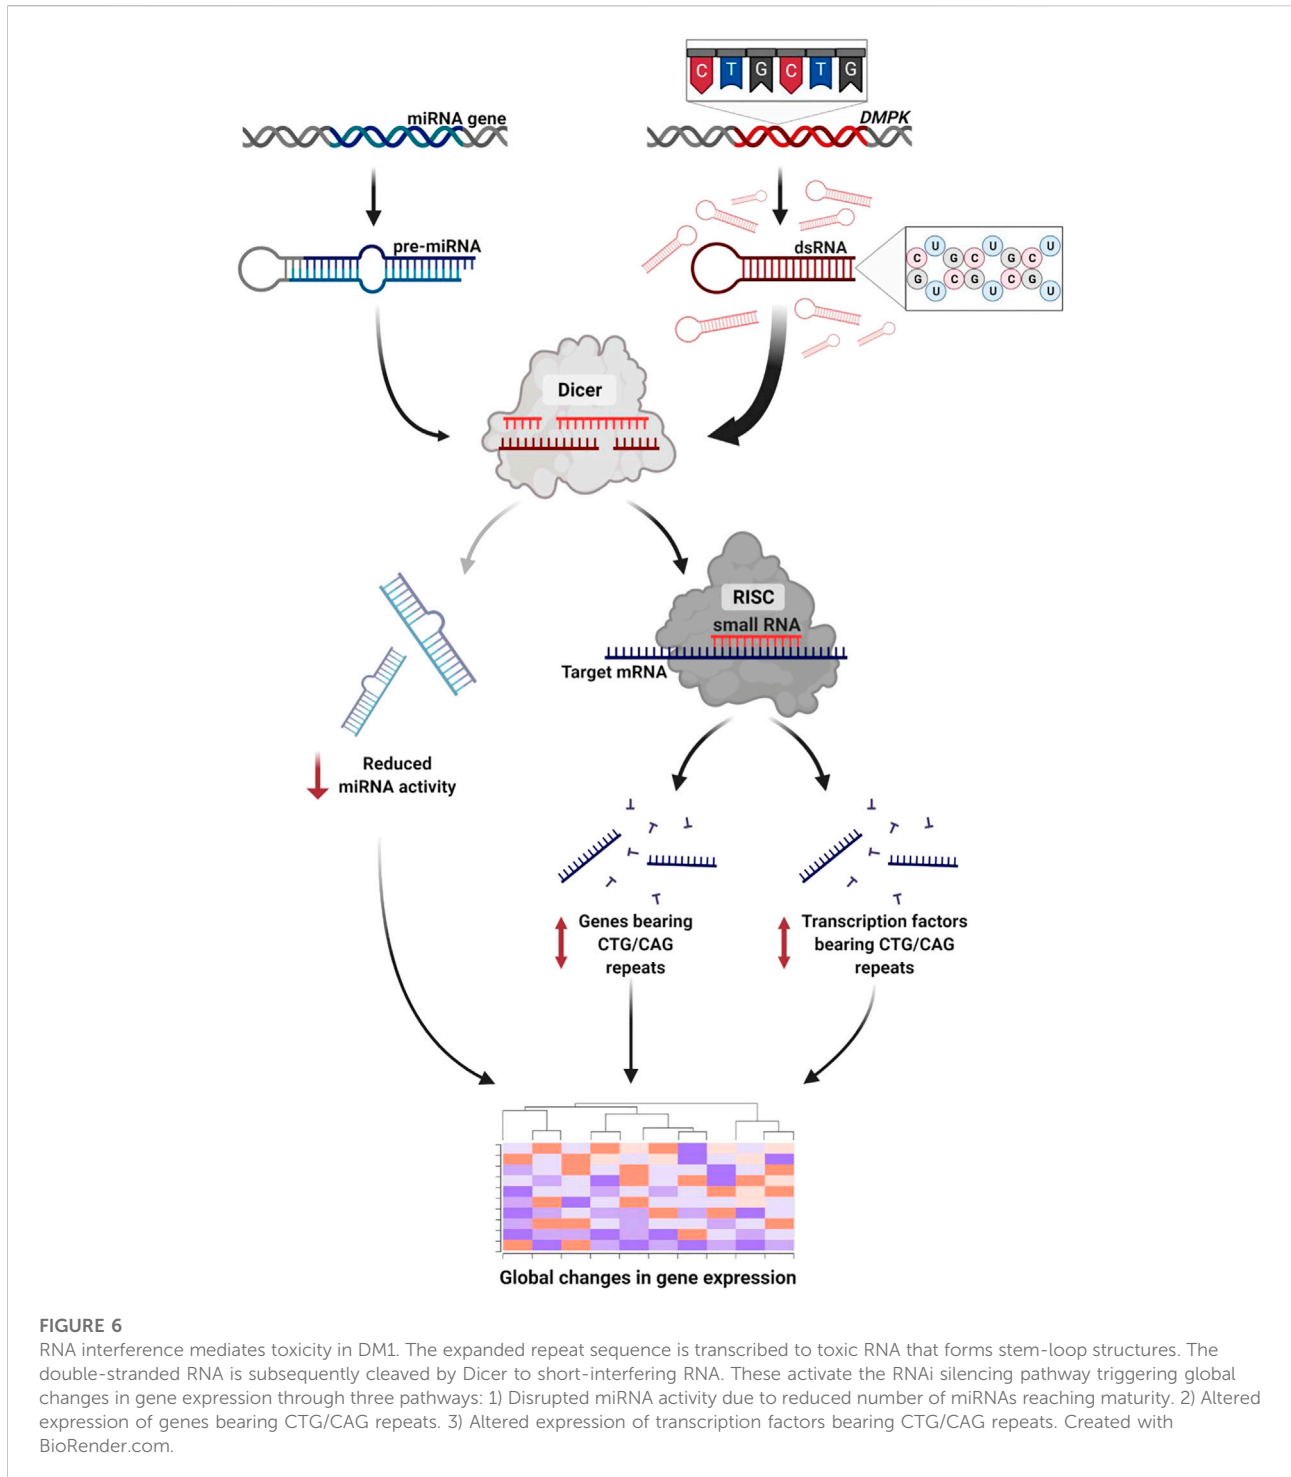 C T G C T G
miRNA gene
DMPK
pre-miRNA
dsRNA
U U U
C G C G C
G C G C G
U U U
Dicer
RISC
small RNA
Target mRNA
Reduced
miRNA activity
Genes bearing
CTG/CAG
repeats
Transcription factors
bearing CTG/CAG
repeats
Global changes in gene expression
FIGURE 6
RNA interference mediates toxicity in DM1. The expanded repeat sequence is transcribed to toxic RNA that forms stem-loop structures. The
double-stranded RNA is subsequently cleaved by Dicer to short-interfering RNA. These activate the RNAi silencing pathway triggering global
changes in gene expression through three pathways: 1) Disrupted miRNA activity due to reduced number of miRNAs reaching maturity. 2) Altered
expression of genes bearing CTG/CAG repeats. 3) Altered expression of transcription factors bearing CTG/CAG repeats. Created with
BioRender.com.